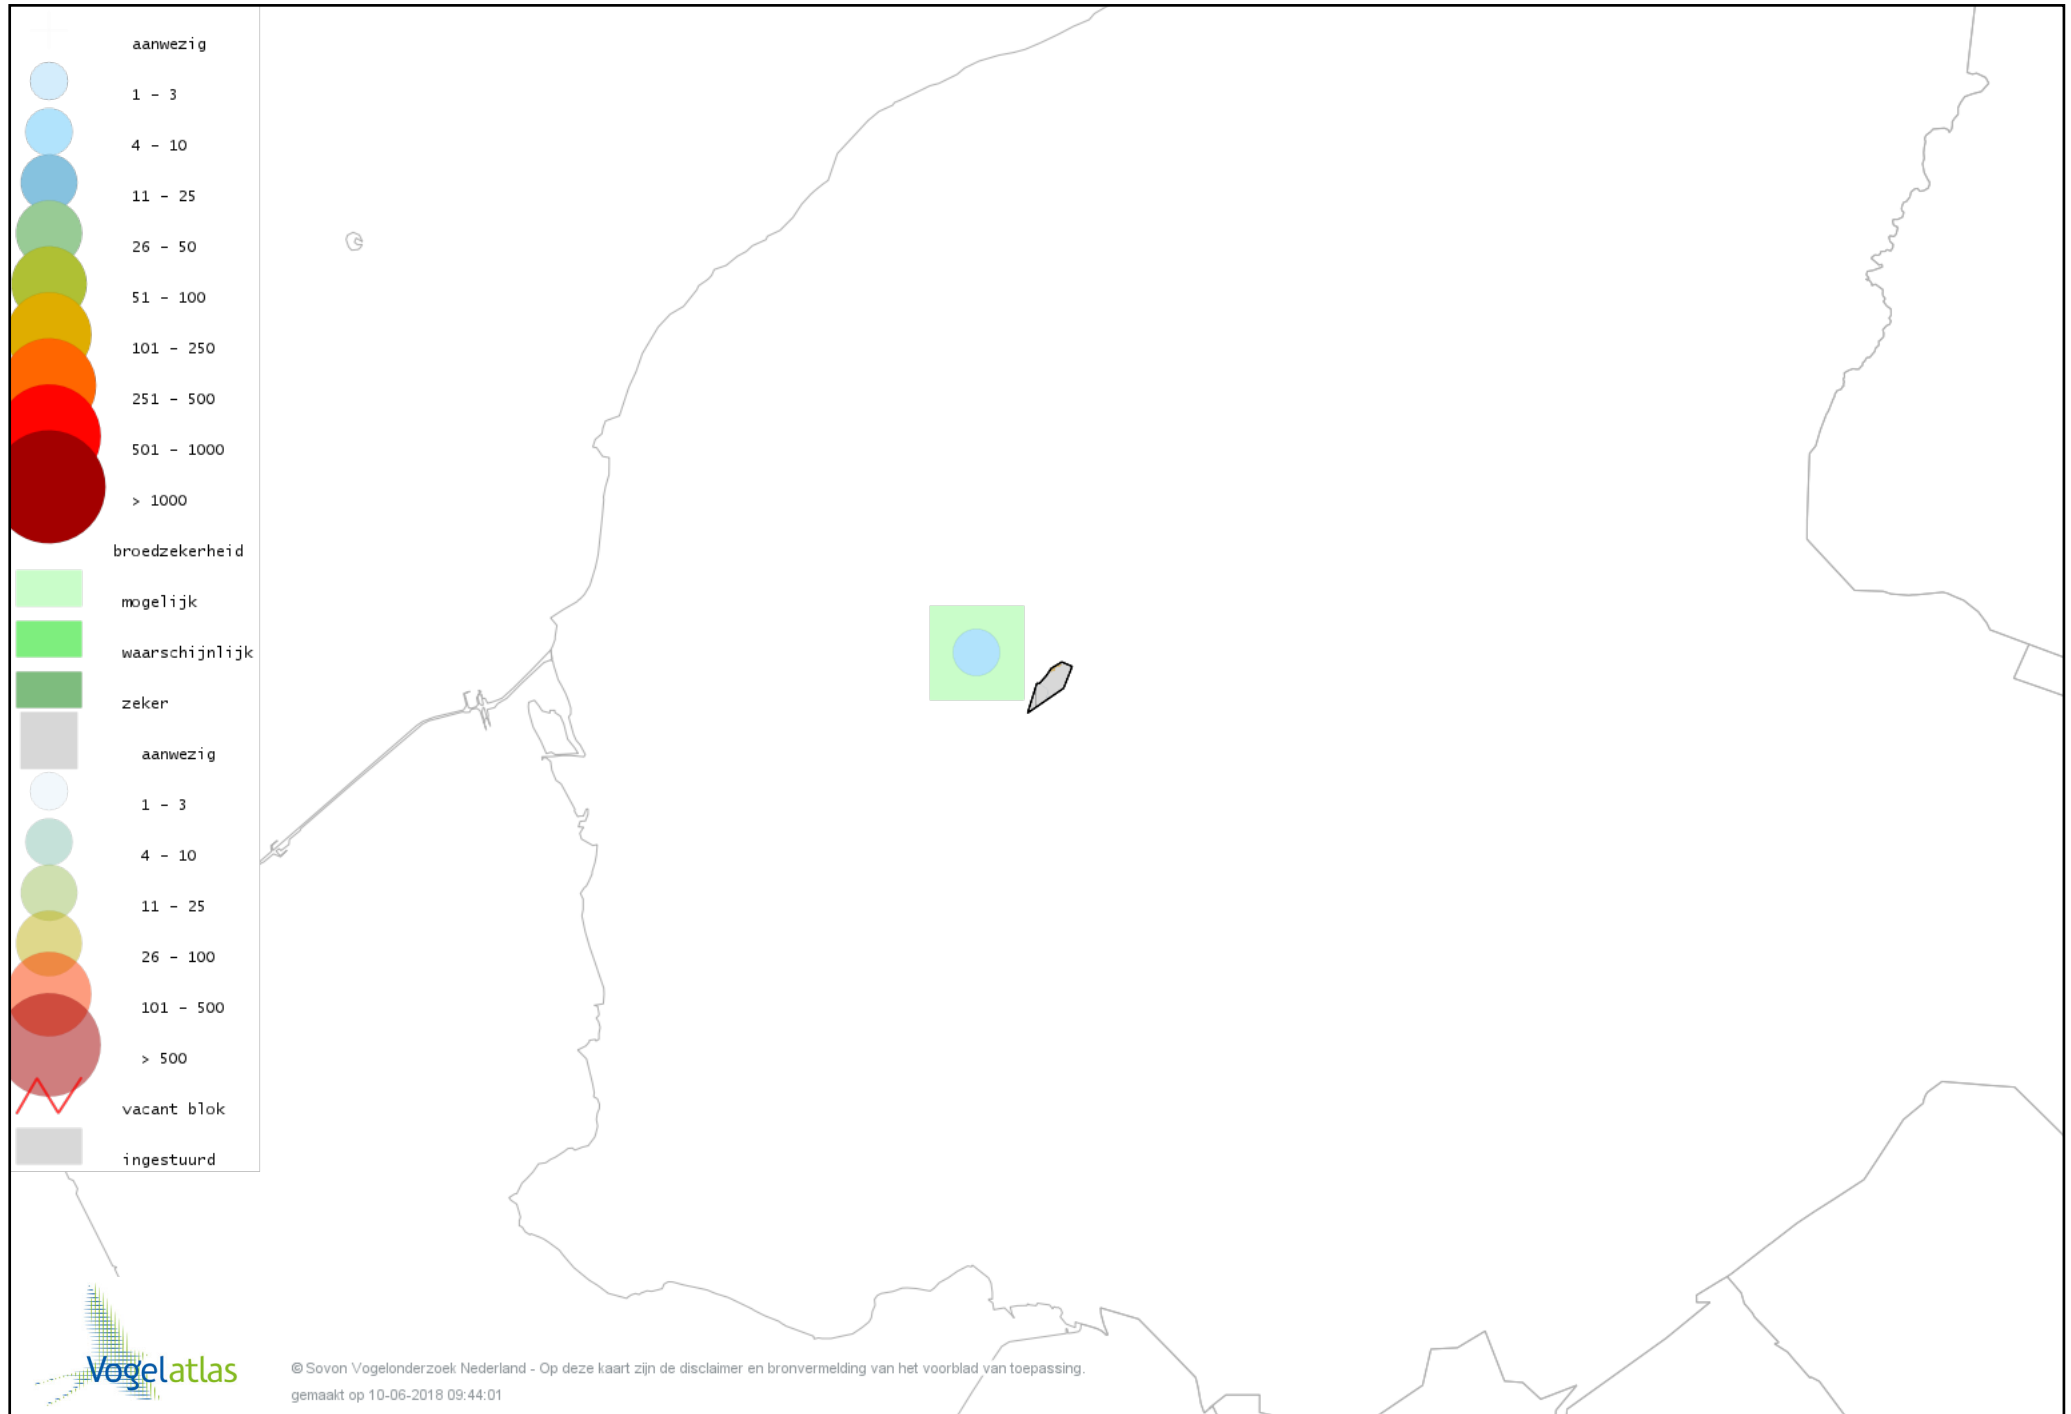 aanwezig
1 - 3
4 - 10
11 - 25
26 - 50
51 - 100
101 - 250
251 - 500
501 - 1000
> 1000
broedzekerheid
mogelijk
waarschijnlijk
zeker
aanwezig
1 - 3
4 - 10
11 - 25
26 - 100
101 - 500
> 500
vacant blok
ingestuurd
Vogelatlas
© Sovon Vogelonderzoek Nederland - Op deze kaart zijn de disclaimer en bronvermelding van het voorblad van toepassing.
gemaakt op 10-06-2018 09:44:01